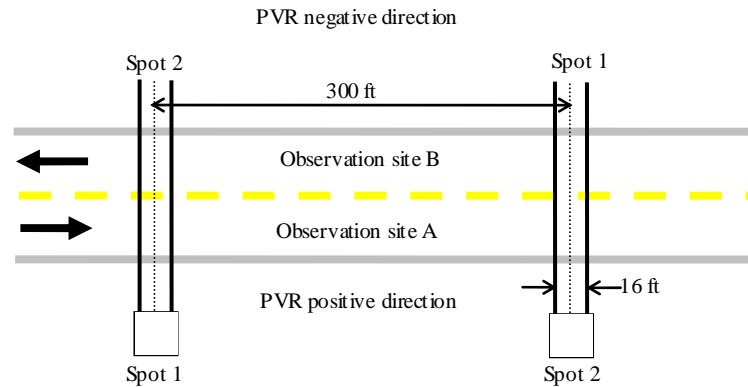 PVR negative direction
Spot 2
Spot 1
300 ft
Observation site B
Observation site A
PVR positive direction
16 ft
Spot 1
Spot 2